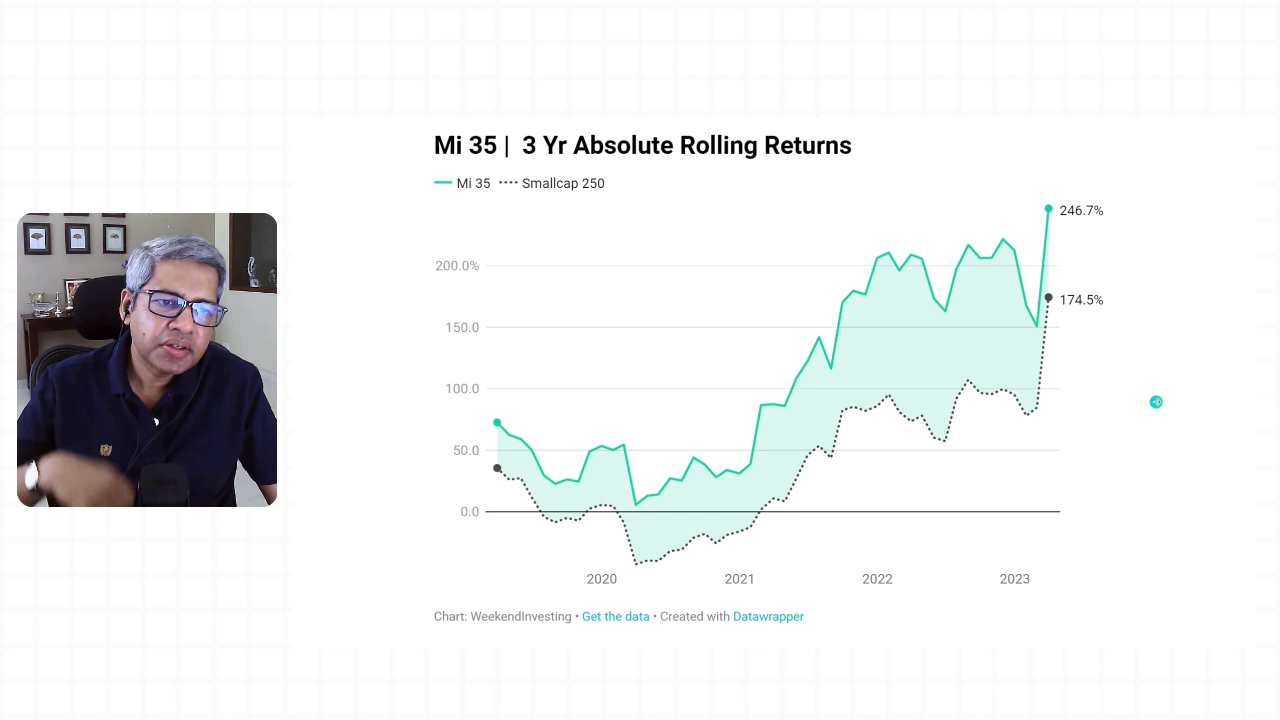 Mi 35 | 3 Yr Absolute Rolling Returns
Mi 35 Smallcap 250
246.7%
200.0%
174.5%
150.0
100.0
50.0
0.0
2020 2021 2022 2023
Chart: WeekendInvesting • Get the data • Created with Datawrapper